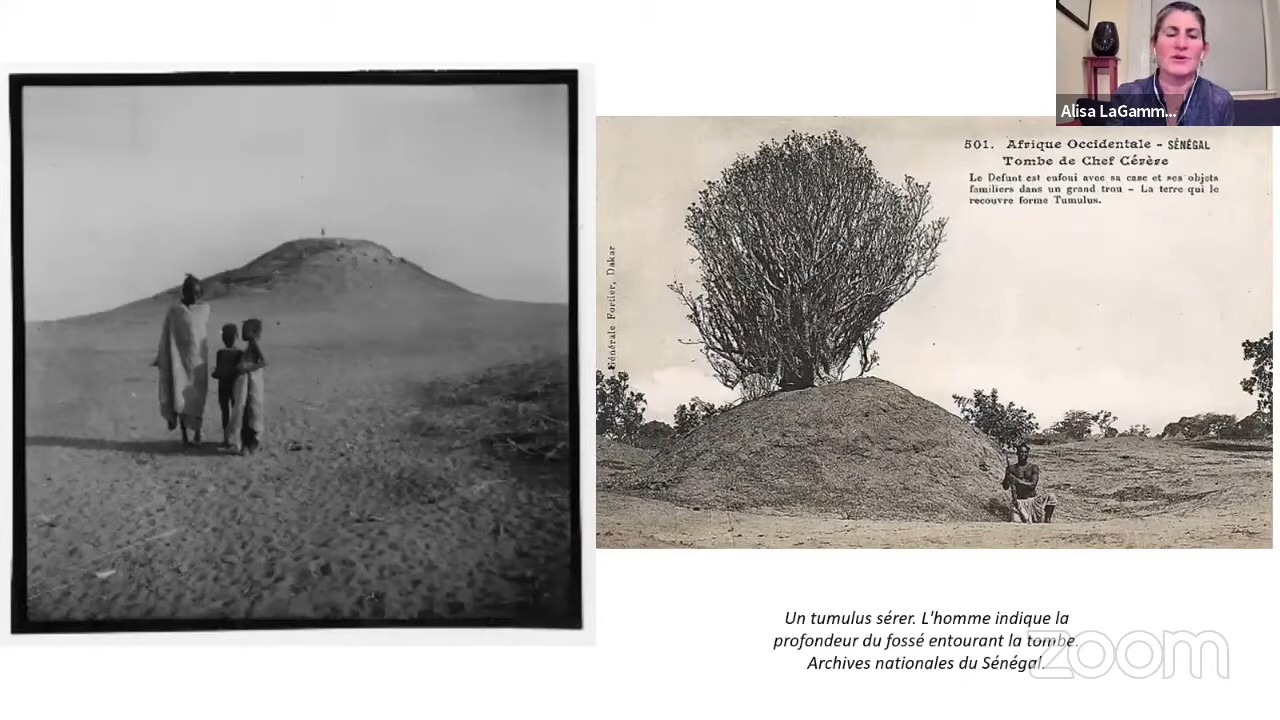 Alisa LaGamm...
501. Afrique Occidentale - SÉNÉGAL
Tombe de Chef Cérère
Le Defunt est enfoui avec sa case et ses objets
familiers dans un grand trou - La terre qui le
recouvre forme Tumulus.
Générale Fortier, Dakar
Un tumulus sérer. L'homme indique la
profondeur du fossé entourant la tombe.
Archives nationales du Sénégal.
zoom